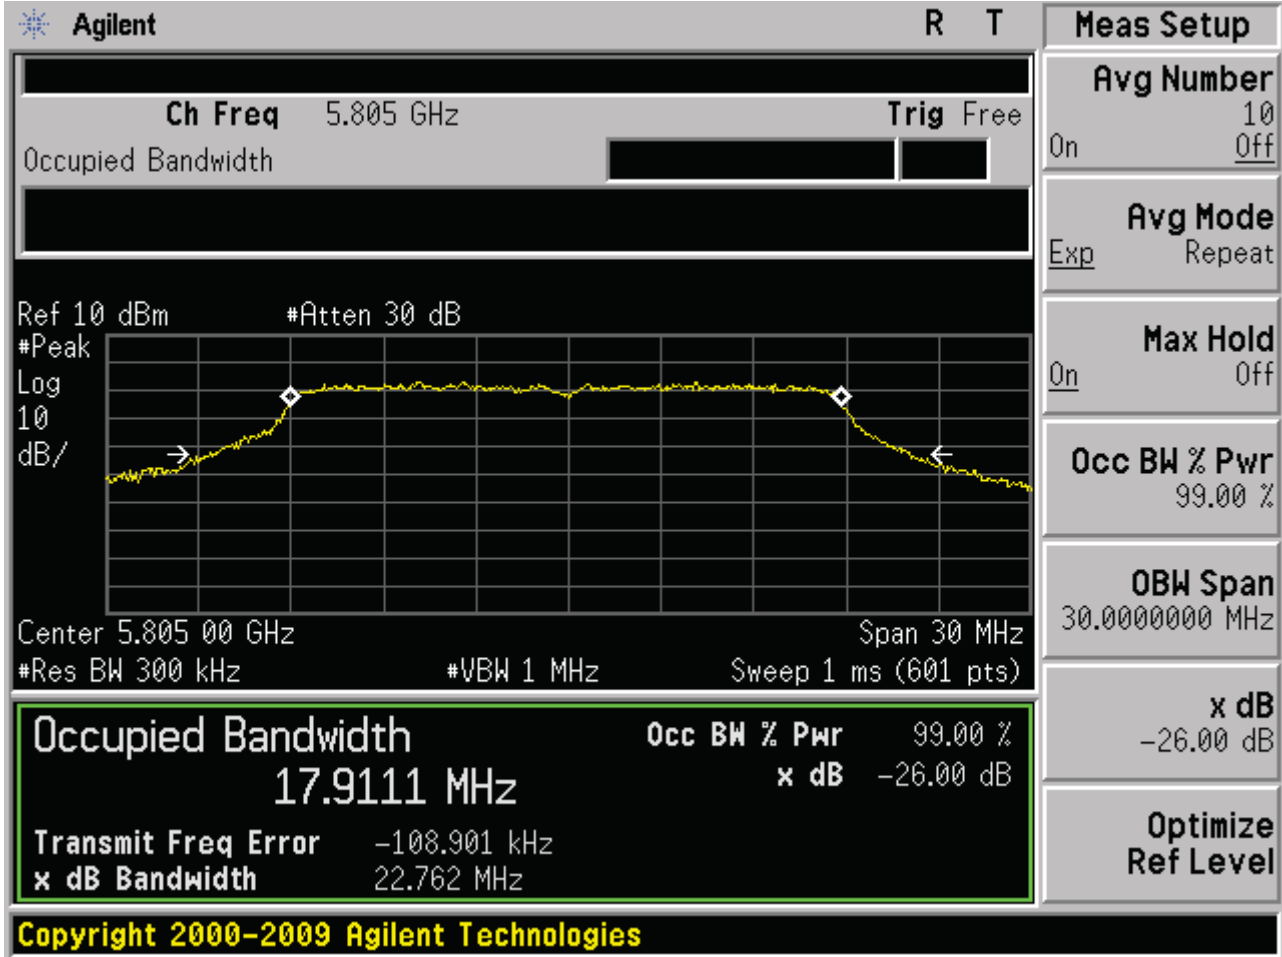 Agilent R T Meas Setup
Ch Freq 5.805 GHz Trig Free
Occupied Bandwidth
Ref 10 dBm #Atten 30 dB
#Peak
Log
10
dB/
Center 5.805 00 GHz Span 30 MHz
#Res BW 300 kHz #VBW 1 MHz Sweep 1 ms (601 pts)
Occupied Bandwidth
17.9111 MHz
Occ BW % Pwr 99.00 %
x dB -26.00 dB
Transmit Freq Error -108.901 kHz
x dB Bandwidth 22.762 MHz
Avg Number
10
On Off
Avg Mode
Exp Repeat
Max Hold
On Off
Occ BW % Pwr
99.00 %
OBW Span
30.0000000 MHz
x dB
-26.00 dB
Optimize
Ref Level
Copyright 2000-2009 Agilent Technologies